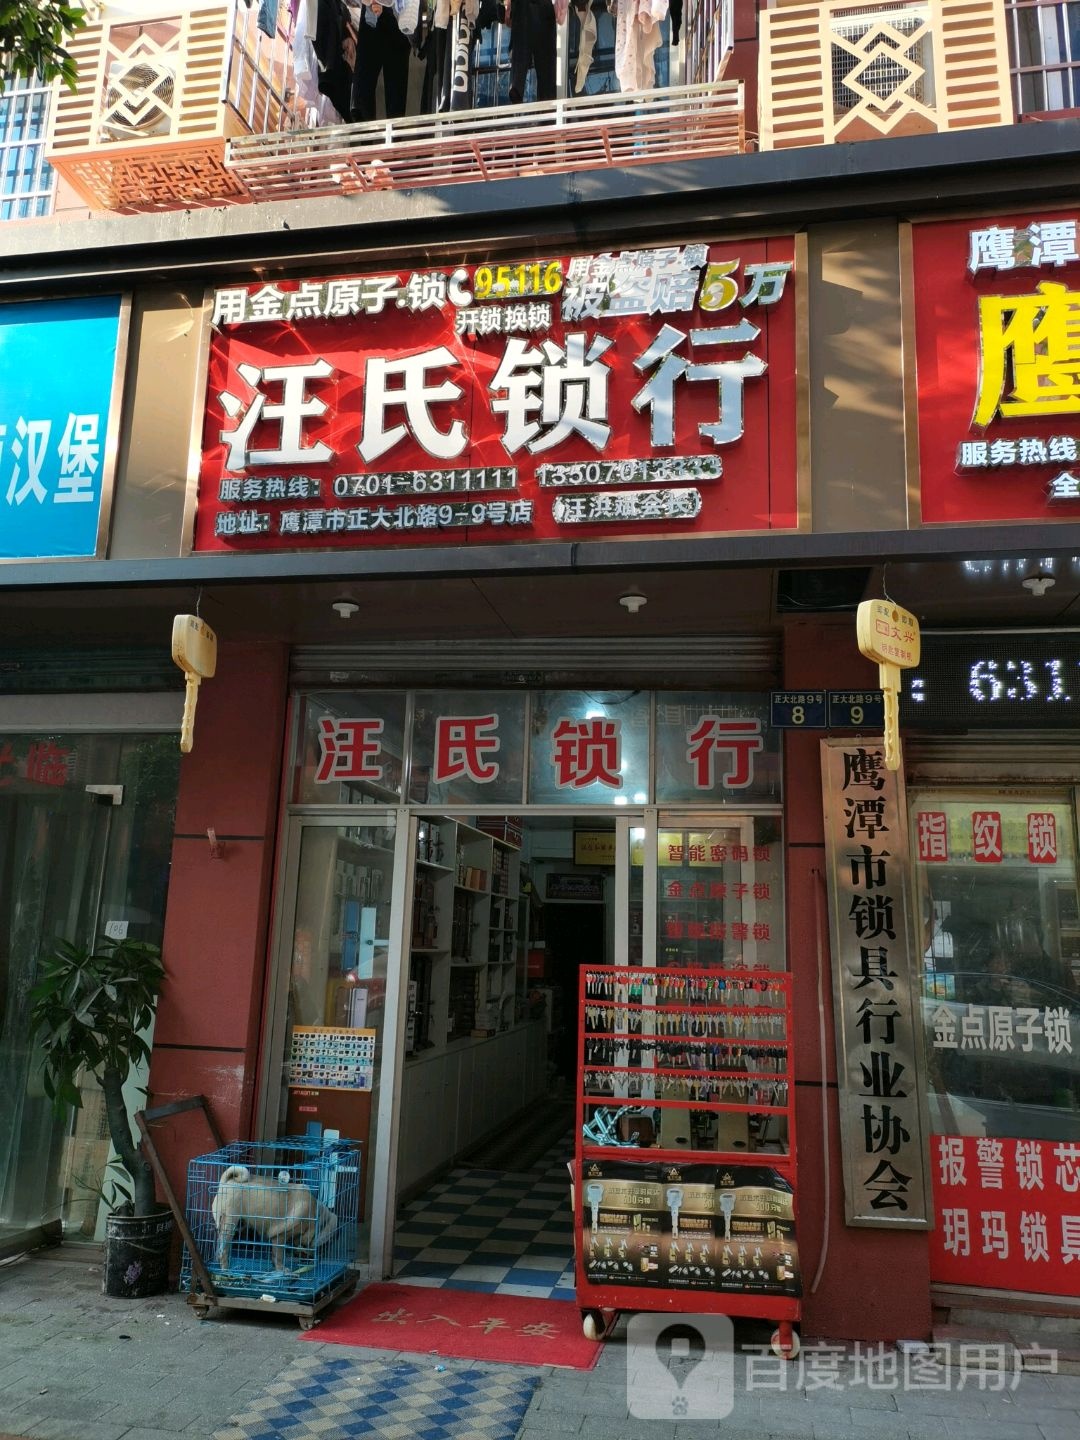 用金点原子.锁
95116
开锁换锁
用金点原子.锁
被盗赔5万
汪氏锁行
服务热线：0701-6311111 13507013333
地址：鹰潭市正大北路9-9号店
汪洪斌会长
汉堡
鹰潭
鹰
服务热线
全
汪氏锁行
正大北路9号
8
正大北路9号
9
: 631
文兴
鹰潭市锁具行业协会
智能密码锁
金点原子锁
指纹锁
金点原子锁
报警锁芯
玥玛锁具
106
出入平安
百度地图用户